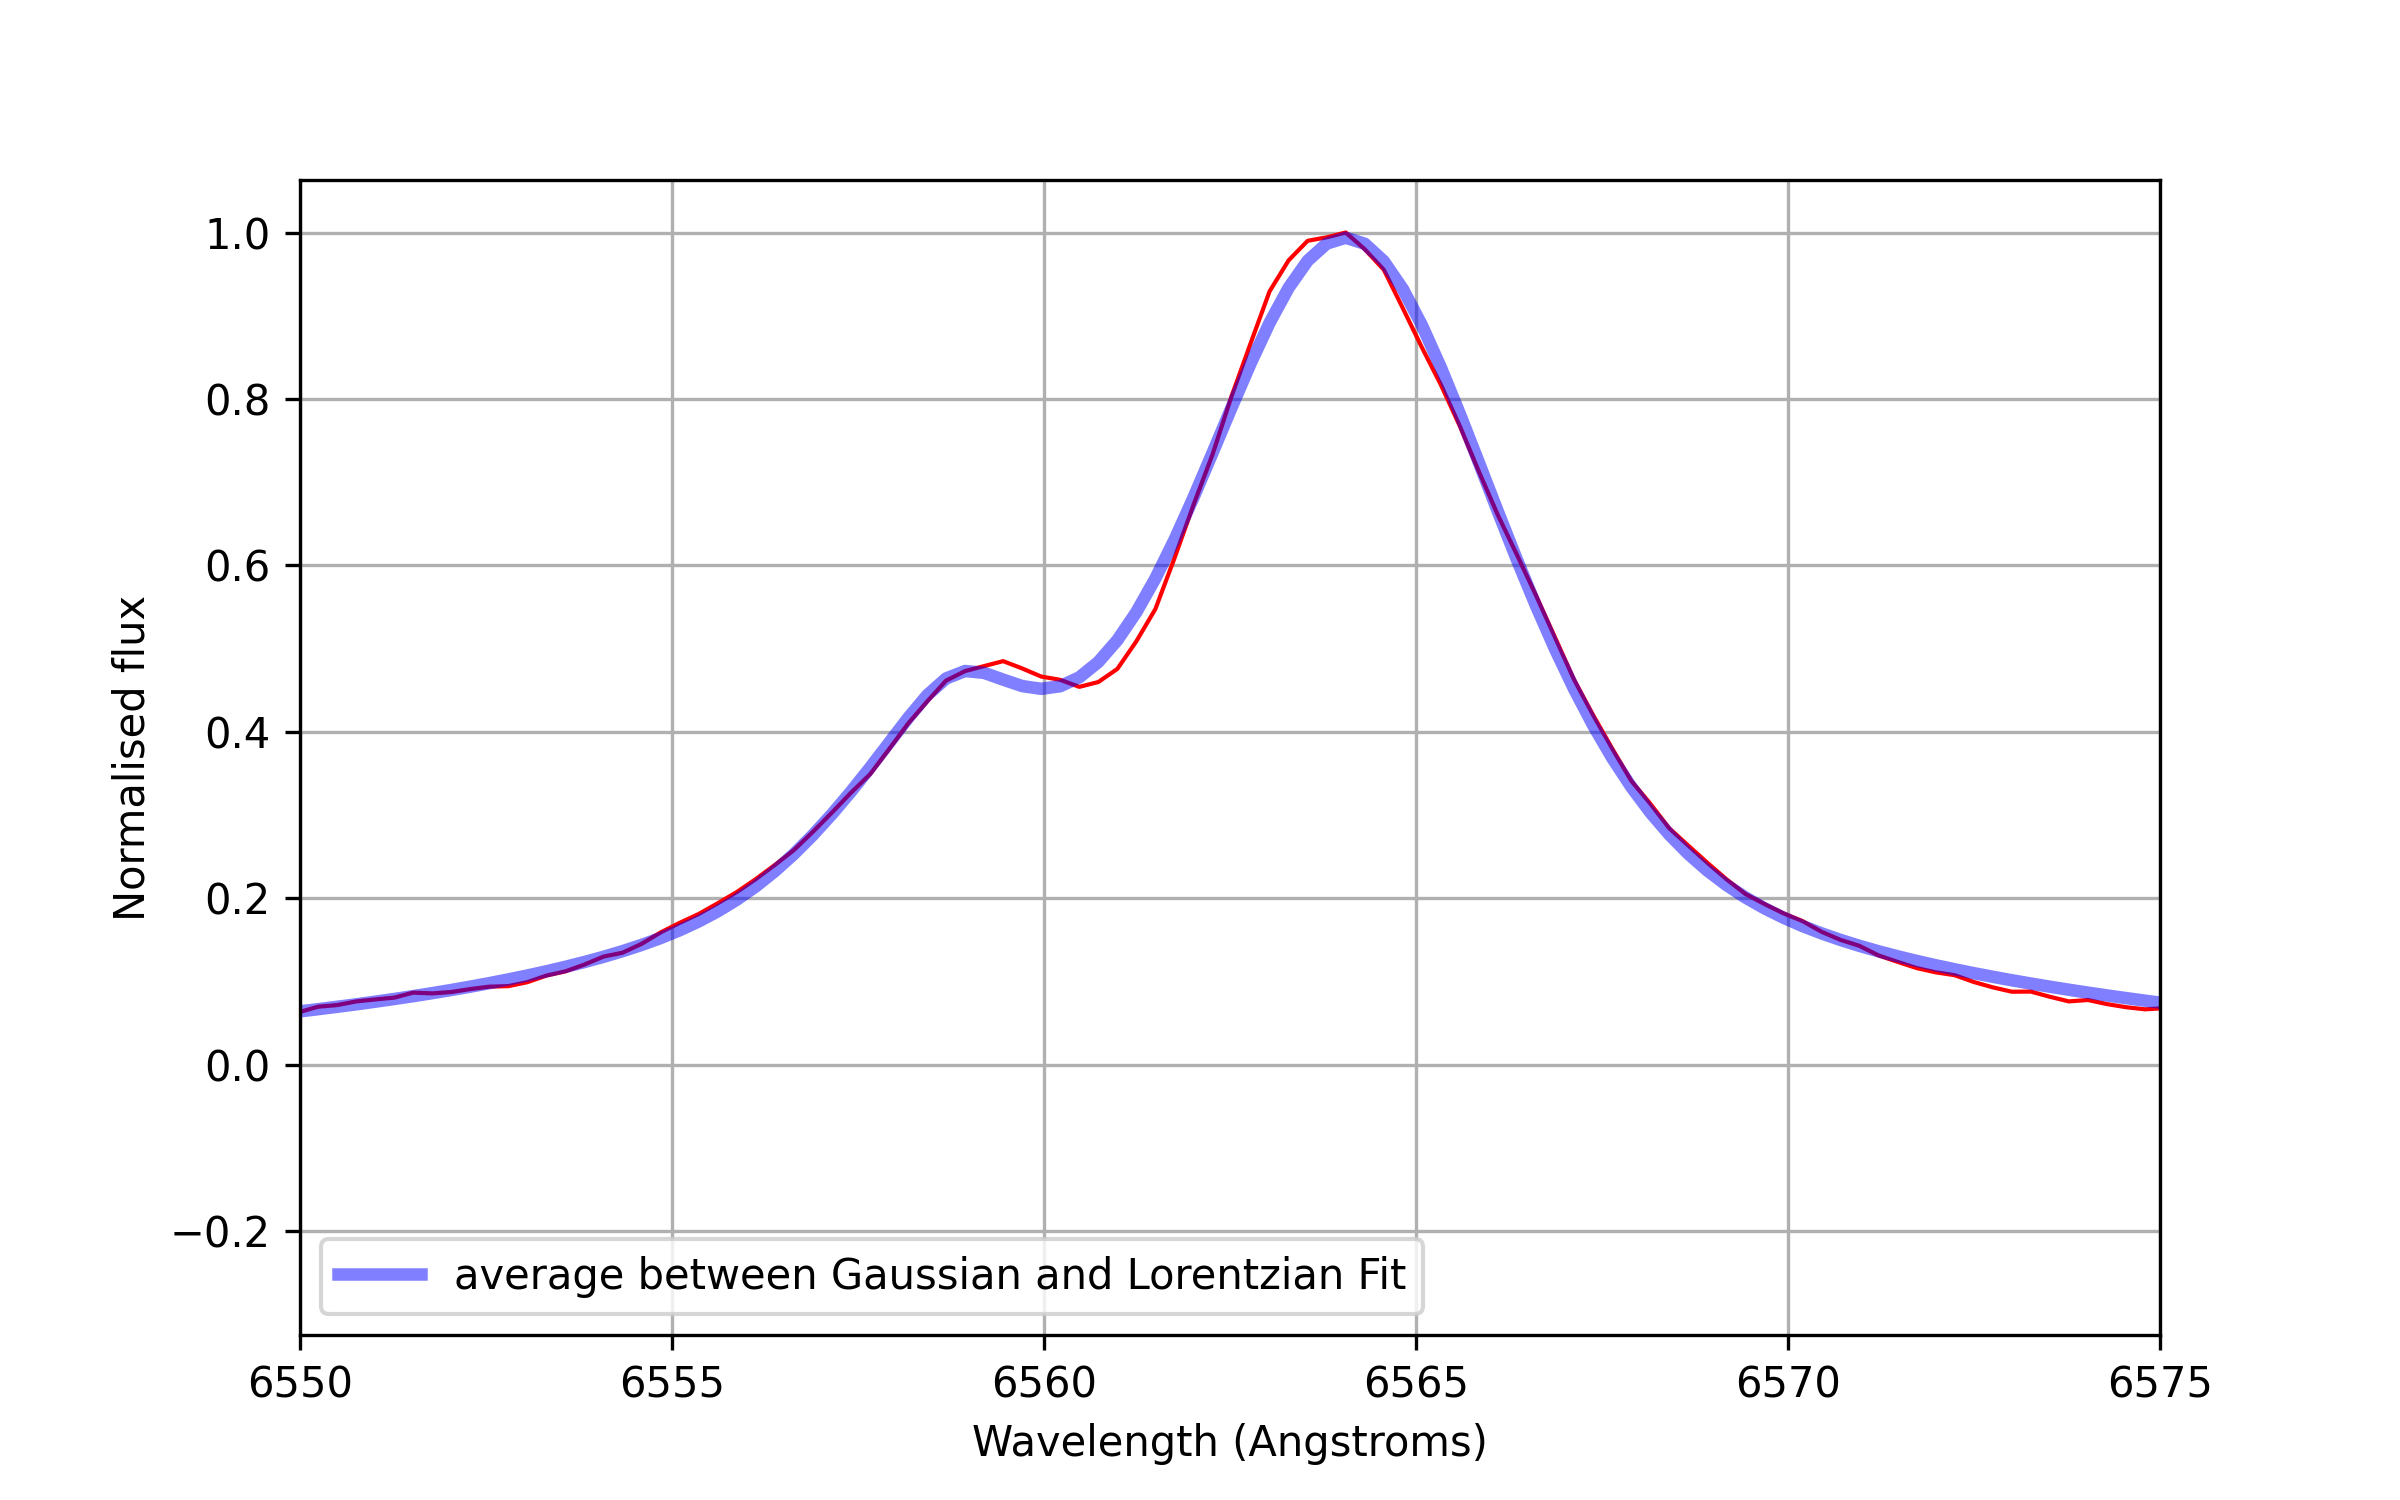 1.0
0.8
0.6
0.4
0.2
0.0
−0.2
Normalised flux
average between Gaussian and Lorentzian Fit
6550 6555 6560 6565 6570 6575
Wavelength (Angstroms)